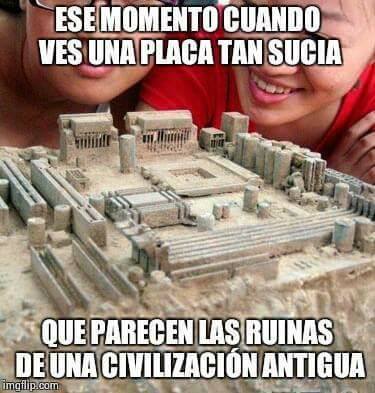 ESE MOMENTO CUANDO
VES UNA PLACA TAN SUCIA
QUE PARECEN LAS RUINAS
DE UNA CIVILIZACIÓN ANTIGUA
imgflip.com